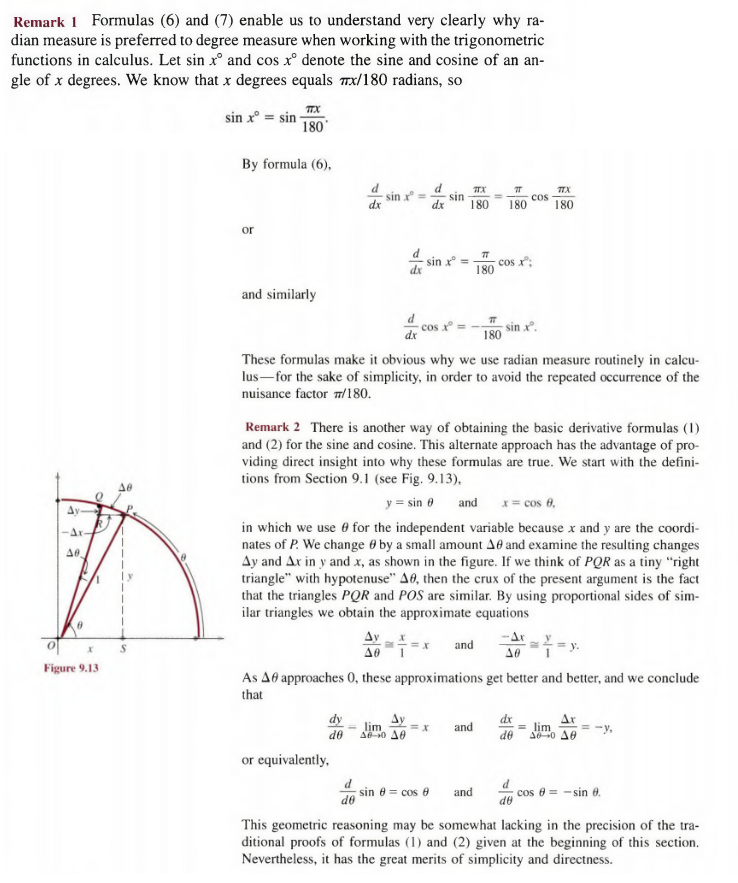 Remark 1 Formulas (6) and (7) enable us to understand very clearly why ra-
dian measure is preferred to degree measure when working with the trigonometric
functions in calculus. Let sin x° and cos x° denote the sine and cosine of an an-
gle of x degrees. We know that x degrees equals πx/180 radians, so
sin x° = sin πx/180.
By formula (6),
d/dx sin x° = d/dx sin πx/180 = π/180 cos πx/180
or
d/dx sin x° = π/180 cos x°;
and similarly
d/dx cos x° = −π/180 sin x°.
These formulas make it obvious why we use radian measure routinely in calcu-
lus—for the sake of simplicity, in order to avoid the repeated occurrence of the
nuisance factor π/180.
Remark 2 There is another way of obtaining the basic derivative formulas (1)
and (2) for the sine and cosine. This alternate approach has the advantage of pro-
viding direct insight into why these formulas are true. We start with the defini-
tions from Section 9.1 (see Fig. 9.13),
y = sin θ and x = cos θ,
in which we use θ for the independent variable because x and y are the coordi-
nates of P. We change θ by a small amount Δθ and examine the resulting changes
Δy and Δx in y and x, as shown in the figure. If we think of PQR as a tiny "right
triangle" with hypotenuse" Δθ, then the crux of the present argument is the fact
that the triangles PQR and POS are similar. By using proportional sides of sim-
ilar triangles we obtain the approximate equations
Δy/Δθ ≅ x/1 = x and −Δx/Δθ ≅ y/1 = y.
As Δθ approaches 0, these approximations get better and better, and we conclude
that
dy/dθ = lim Δθ→0 Δy/Δθ = x and dx/dθ = lim Δθ→0 Δx/Δθ = −y,
or equivalently,
d/dθ sin θ = cos θ and d/dθ cos θ = −sin θ.
This geometric reasoning may be somewhat lacking in the precision of the tra-
ditional proofs of formulas (1) and (2) given at the beginning of this section.
Nevertheless, it has the great merits of simplicity and directness.
Δθ
Q
Δy
P
R
−Δx
Δθ
θ
1
y
θ
O
x
S
Figure 9.13